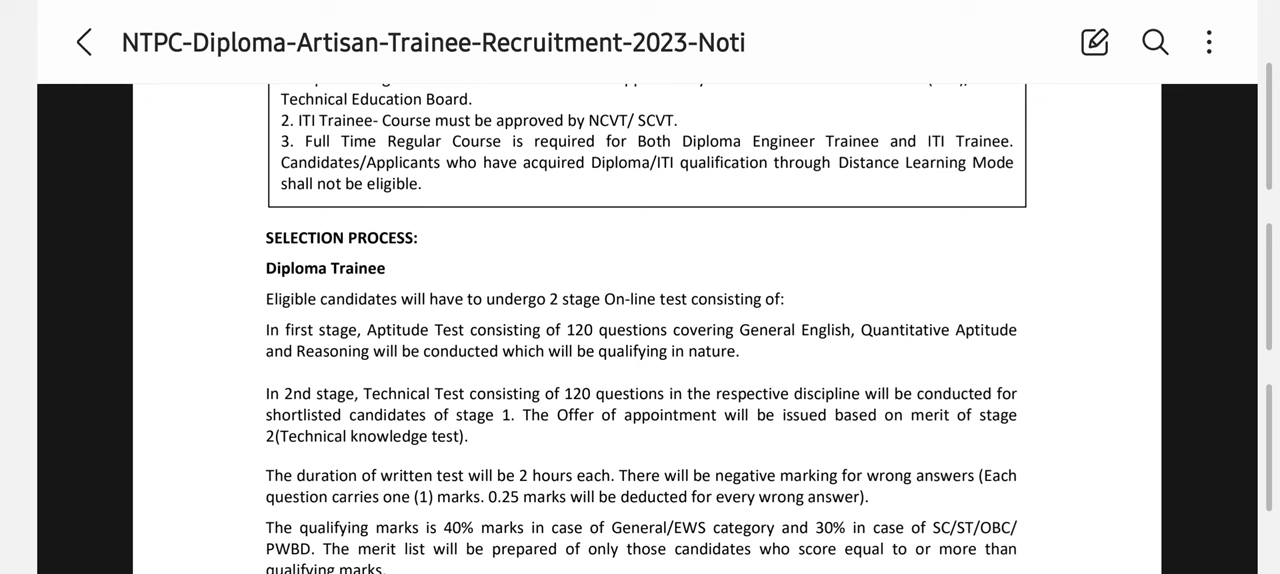 NTPC-Diploma-Artisan-Trainee-Recruitment-2023-Noti
Technical Education Board.
2. ITI Trainee- Course must be approved by NCVT/ SCVT.
3. Full Time Regular Course is required for Both Diploma Engineer Trainee and ITI Trainee.
Candidates/Applicants who have acquired Diploma/ITI qualification through Distance Learning Mode
shall not be eligible.
SELECTION PROCESS:
Diploma Trainee
Eligible candidates will have to undergo 2 stage On-line test consisting of:
In first stage, Aptitude Test consisting of 120 questions covering General English, Quantitative Aptitude
and Reasoning will be conducted which will be qualifying in nature.
In 2nd stage, Technical Test consisting of 120 questions in the respective discipline will be conducted for
shortlisted candidates of stage 1. The Offer of appointment will be issued based on merit of stage
2(Technical knowledge test).
The duration of written test will be 2 hours each. There will be negative marking for wrong answers (Each
question carries one (1) marks. 0.25 marks will be deducted for every wrong answer).
The qualifying marks is 40% marks in case of General/EWS category and 30% in case of SC/ST/OBC/
PWBD. The merit list will be prepared of only those candidates who score equal to or more than
qualifying marks.